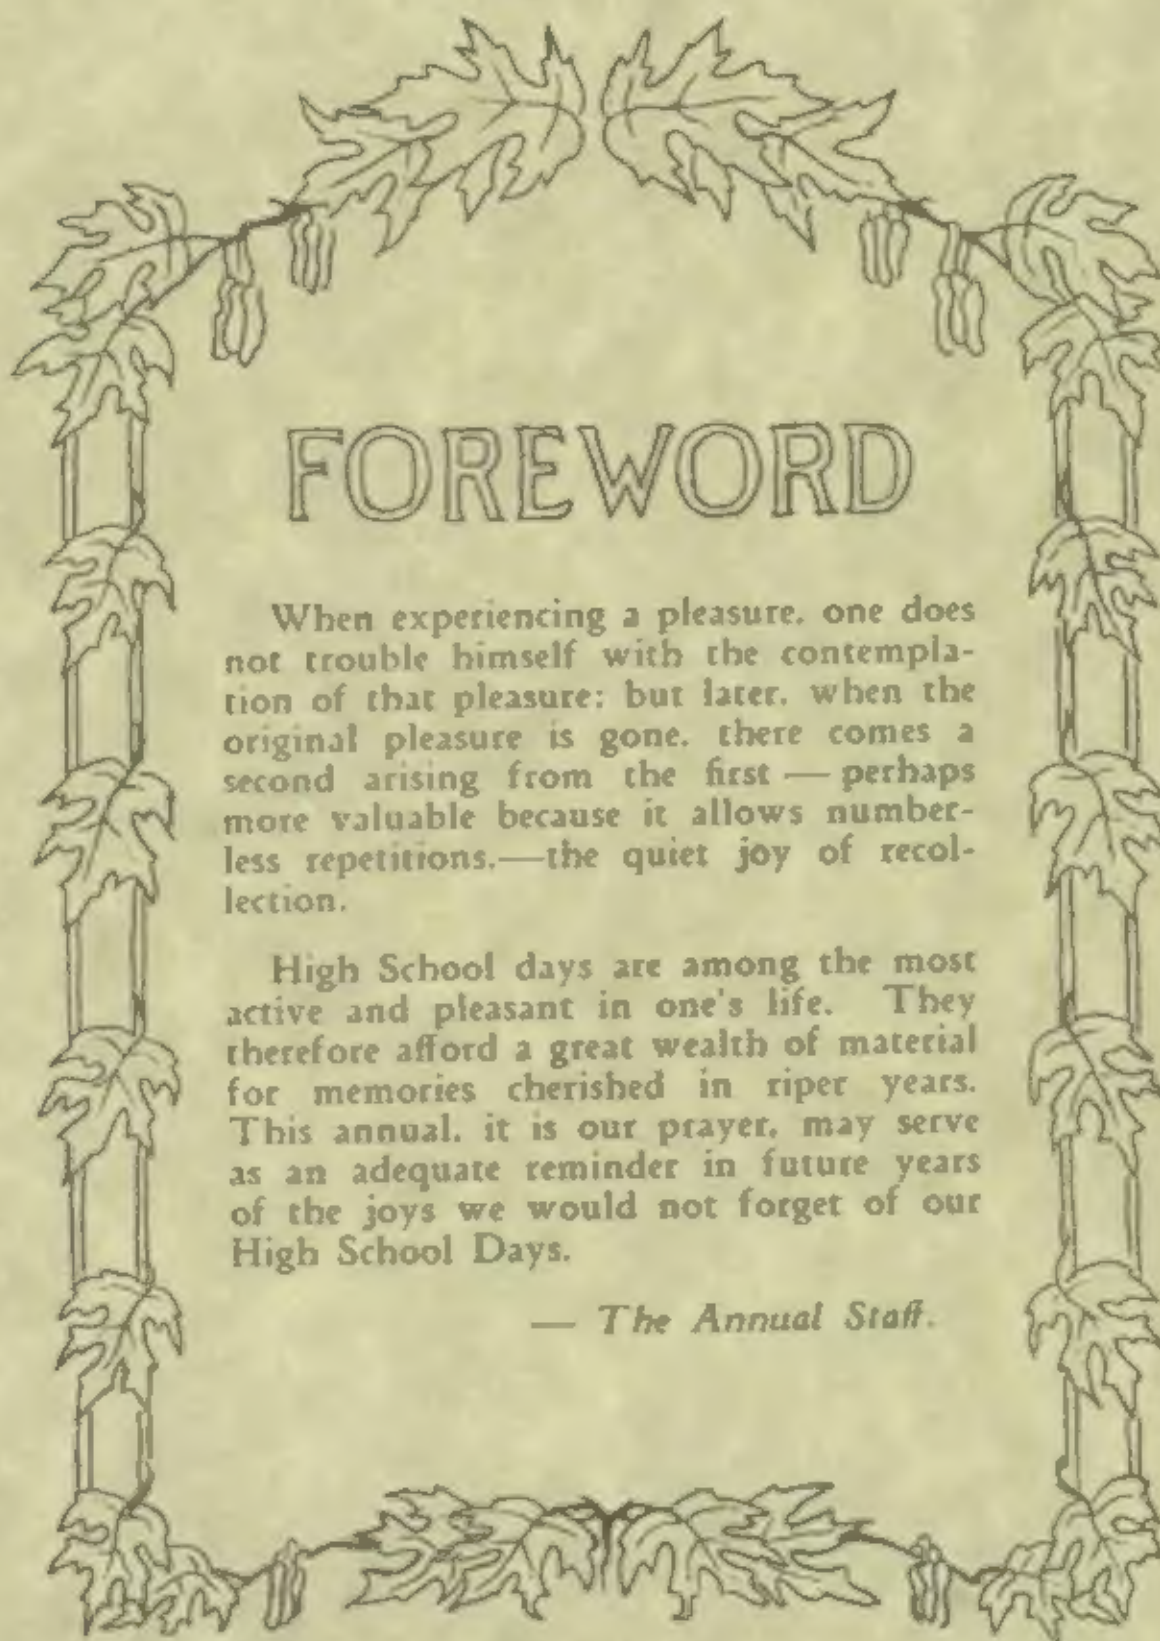 FOREWORD
When experiencing a pleasure, one does
not trouble himself with the contempla-
tion of that pleasure; but later, when the
original pleasure is gone, there comes a
second arising from the first — perhaps
more valuable because it allows number-
less repetitions,—the quiet joy of recol-
lection.
High School days are among the most
active and pleasant in one's life. They
therefore afford a great wealth of material
for memories cherished in riper years.
This annual, it is our prayer, may serve
as an adequate reminder in future years
of the joys we would not forget of our
High School Days.
— The Annual Staff.